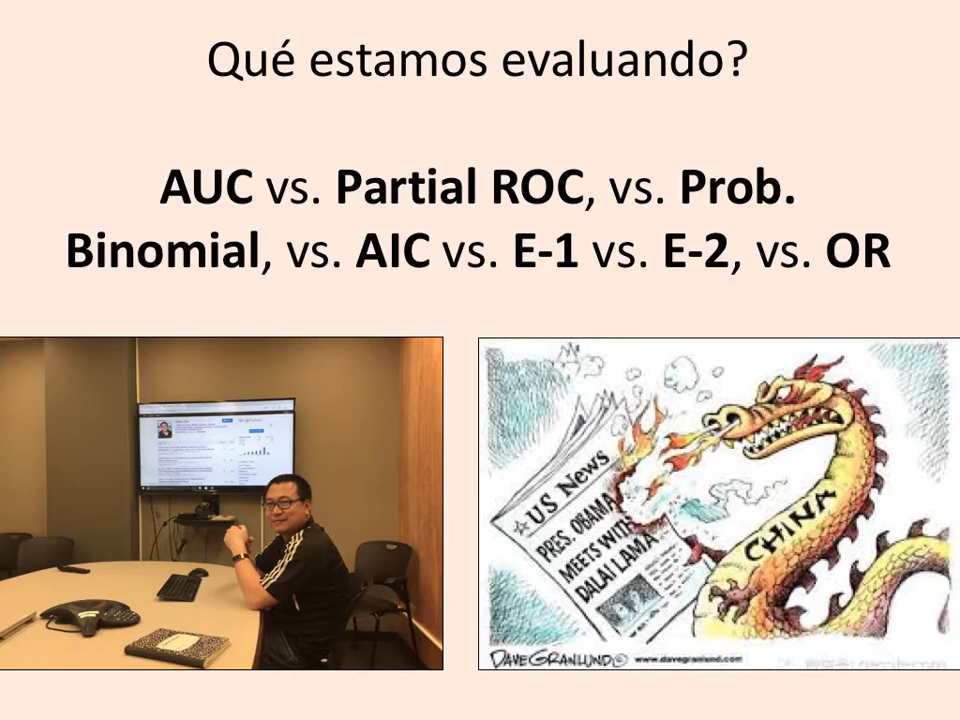 Qué estamos evaluando?
AUC vs. Partial ROC, vs. Prob.
Binomial, vs. AIC vs. E-1 vs. E-2, vs. OR
US News
PRES. OBAMA
MEETS WITH
DALAI LAMA
CHINA
DAVE GRANLUND © www.davegranlund.com